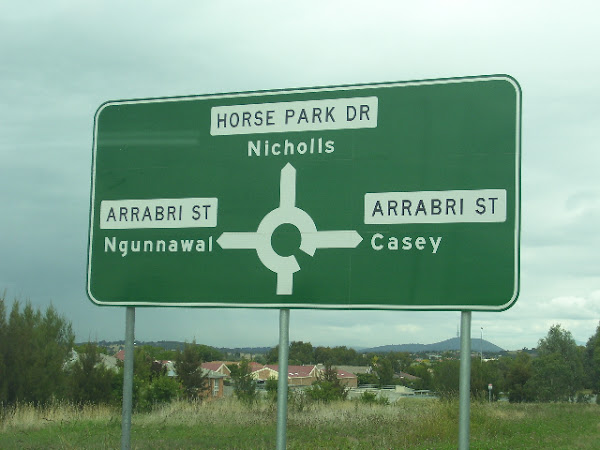 HORSE PARK DR
Nicholls
ARRABRI ST
Ngunnawal
ARRABRI ST
Casey